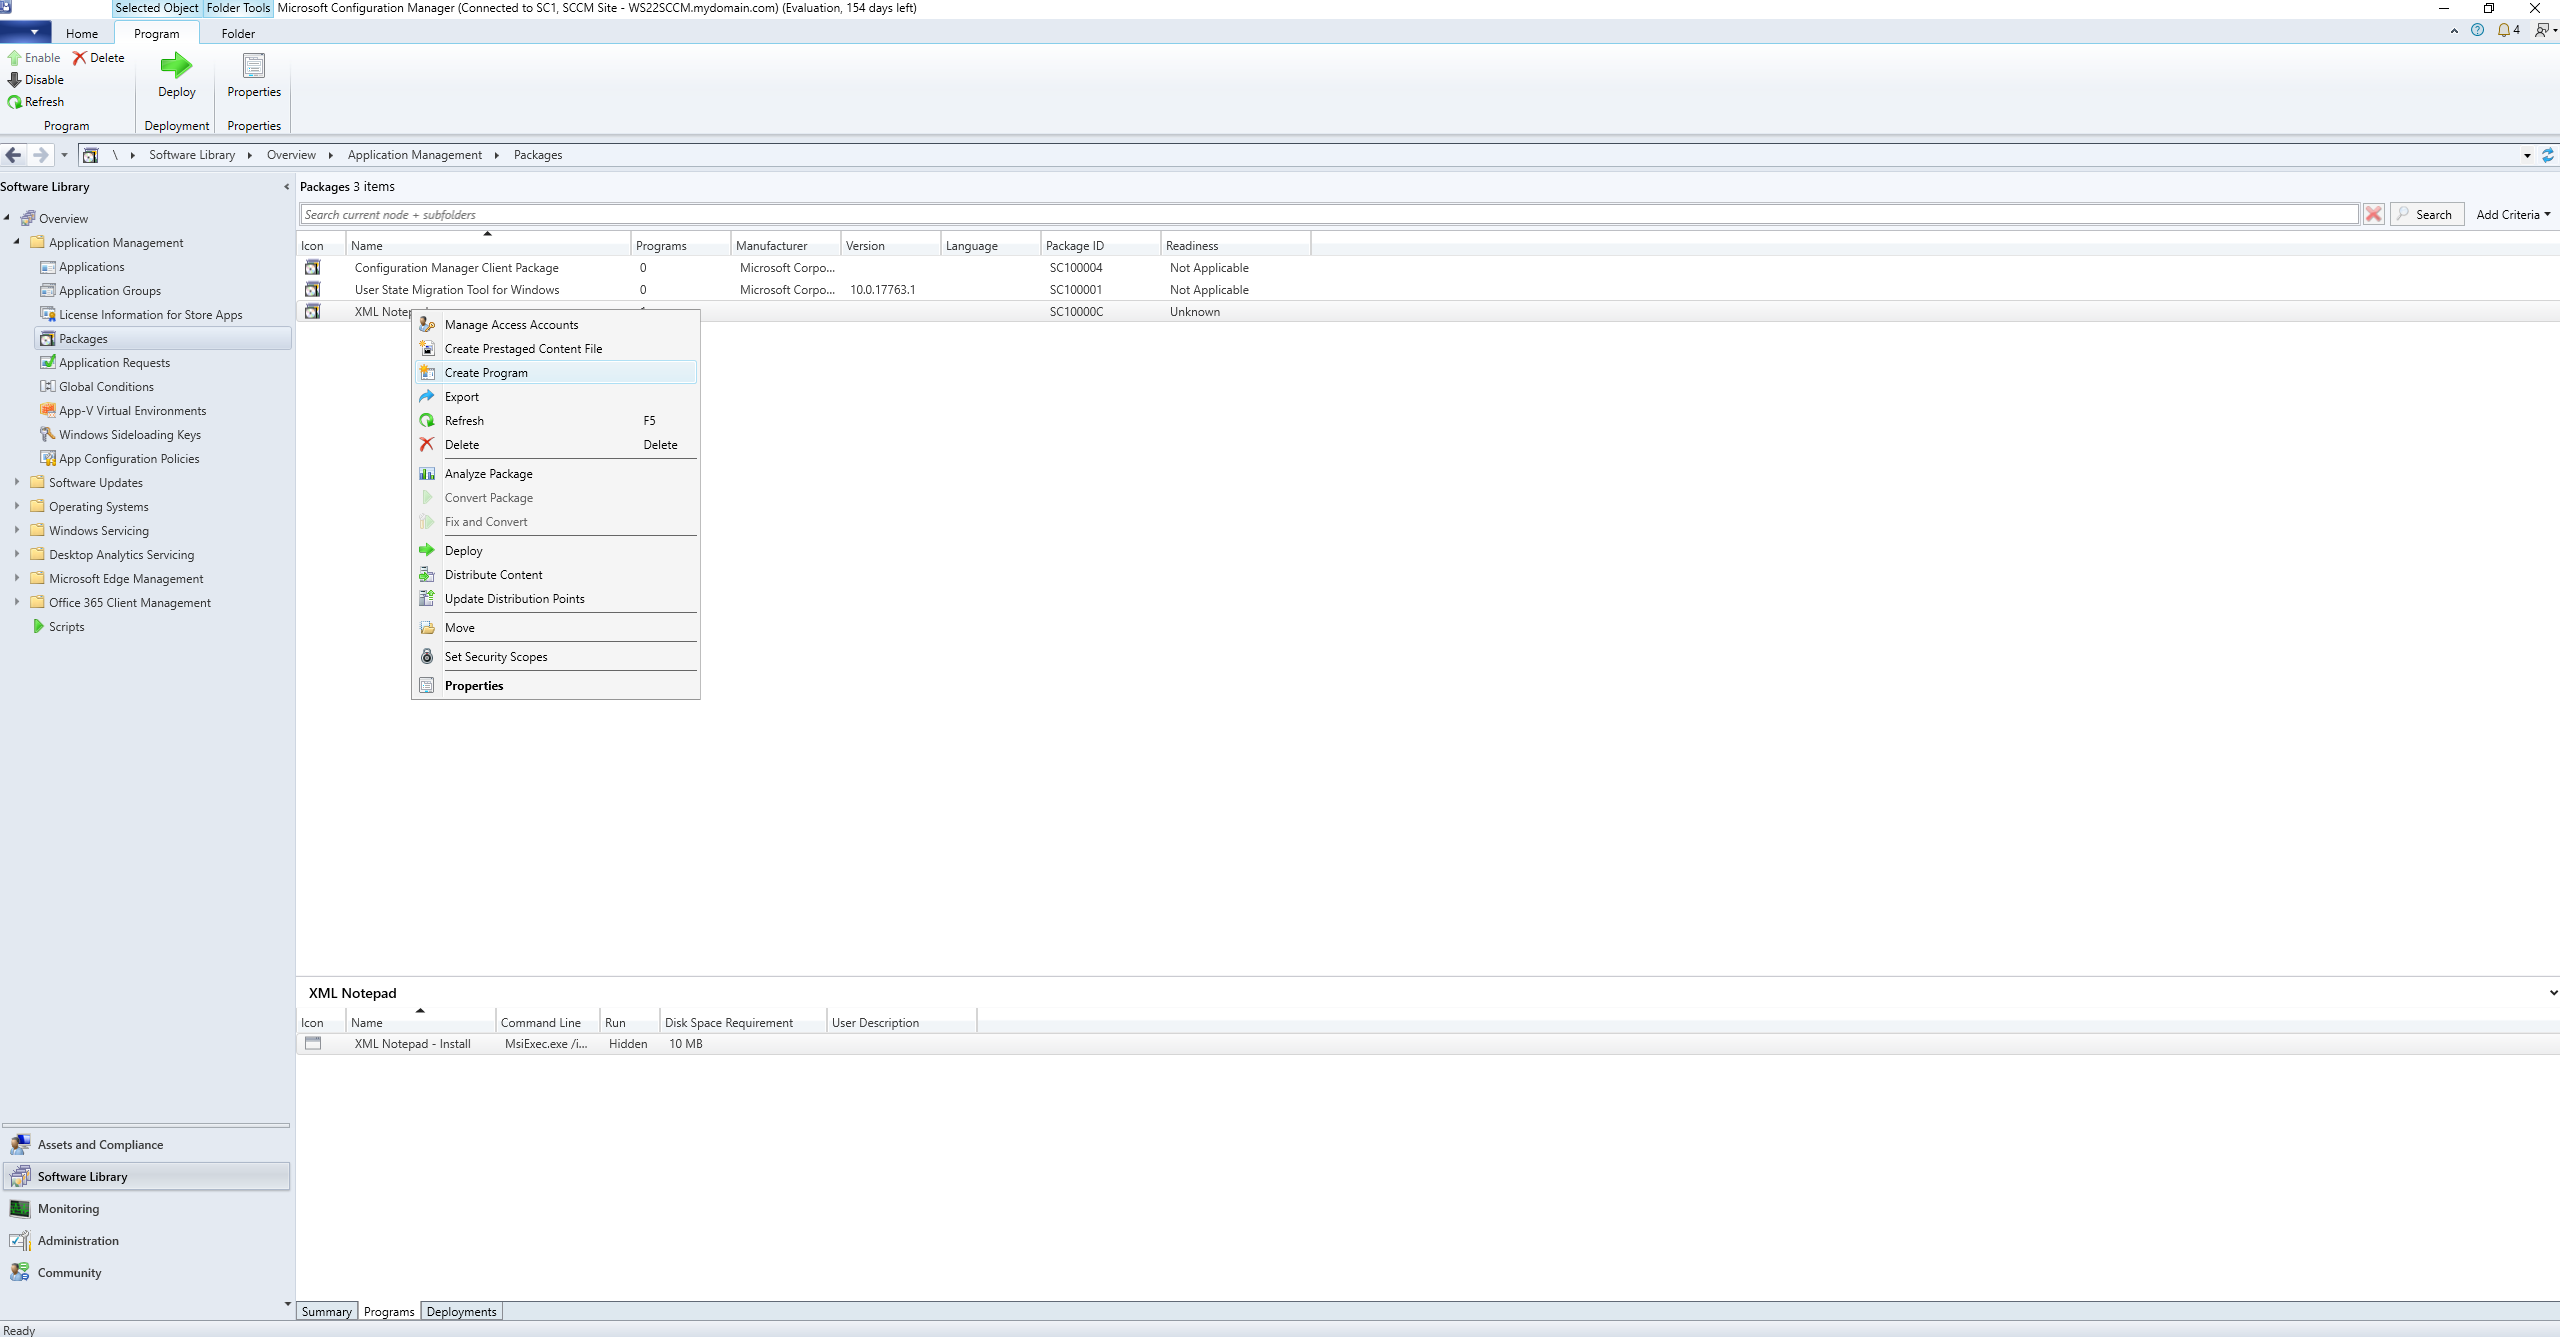 Selected Object Folder Tools Microsoft Configuration Manager (Connected to SC1, SCCM Site - WS22SCCM.mydomain.com) (Evaluation, 154 days left)
Home Program Folder
4
Enable Delete
Disable
Refresh
Deploy
Properties
Program Deployment Properties
\ Software Library Overview Application Management Packages
Software Library
Overview
Application Management
Applications
Application Groups
License Information for Store Apps
Packages
Application Requests
Global Conditions
App-V Virtual Environments
Windows Sideloading Keys
App Configuration Policies
Software Updates
Operating Systems
Windows Servicing
Desktop Analytics Servicing
Microsoft Edge Management
Office 365 Client Management
Scripts
Assets and Compliance
Software Library
Monitoring
Administration
Community
Packages 3 items
Search current node + subfolders
Search
Add Criteria
Icon Name Programs Manufacturer Version Language Package ID Readiness
Configuration Manager Client Package 0 Microsoft Corpo... SC100004 Not Applicable
User State Migration Tool for Windows 0 Microsoft Corpo... 10.0.17763.1 SC100001 Not Applicable
XML Notep SC10000C Unknown
Manage Access Accounts
Create Prestaged Content File
Create Program
Export
Refresh F5
Delete Delete
Analyze Package
Convert Package
Fix and Convert
Deploy
Distribute Content
Update Distribution Points
Move
Set Security Scopes
Properties
XML Notepad
Icon Name Command Line Run Disk Space Requirement User Description
XML Notepad - Install MsiExec.exe /i... Hidden 10 MB
Summary Programs Deployments
Ready